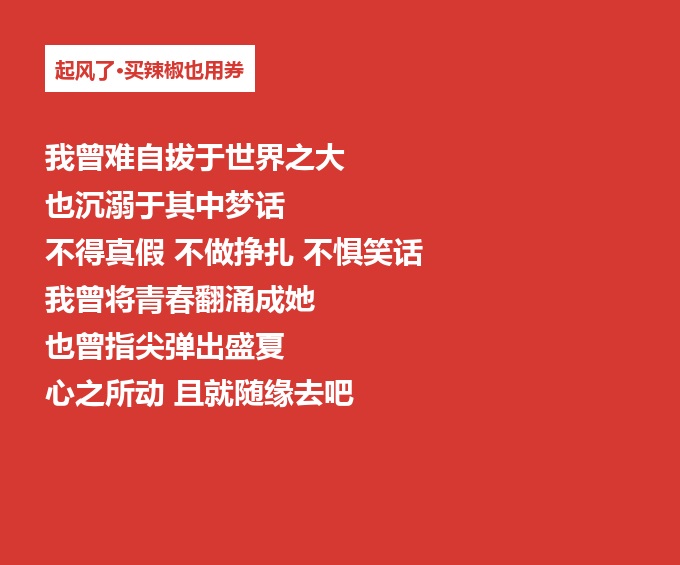 起风了·买辣椒也用券
我曾难自拔于世界之大
也沉溺于其中梦话
不得真假 不做挣扎 不惧笑话
我曾将青春翻涌成她
也曾指尖弹出盛夏
心之所动 且就随缘去吧